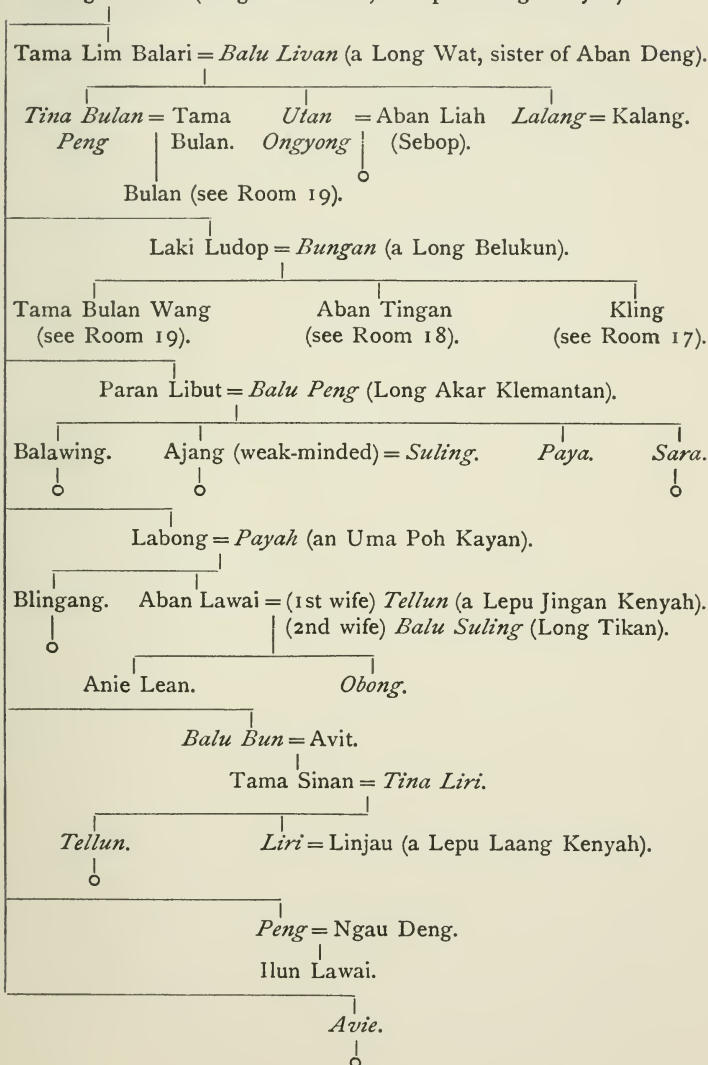 Tama Lim Balari = Balu Livan (a Long Wat, sister of Aban Deng).
Tina Bulan = Tama Utan = Aban Liah Lalang = Kalang.
Peng Bulan. Ongyong (Sebop).
Bulan (see Room 19).
Laki Ludop = Bungan (a Long Belukun).
Tama Bulan Wang Aban Tingan Kling
(see Room 19). (see Room 18). (see Room 17).
Paran Libut = Balu Peng (Long Akar Klemantan).
Balawing. Ajang (weak-minded) = Suling. Paya. Sara.
Labong = Payah (an Uma Poh Kayan).
Blingang. Aban Lawai = (1st wife) Tellun (a Lepu Jingan Kenyah).
(2nd wife) Balu Suling (Long Tikan).
Anie Lean. Obong.
Balu Bun = Avit.
Tama Sinan = Tina Liri.
Tellun. Liri = Linjau (a Lepu Laang Kenyah).
Peng = Ngau Deng.
Ilun Lawai.
Avie.